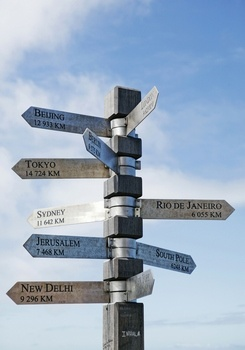 BEIJING
12 931 KM
TOKYO
14 724 KM
RIO DE JANEIRO
6 055 KM
SYDNEY
11 642 KM
JERUSALEM
7 468 KM
SOUTH POLE
NEW DELHI
9 296 KM